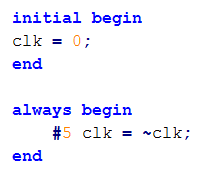 initial begin
clk = 0;
end

always begin
    #5 clk = ~clk;
end